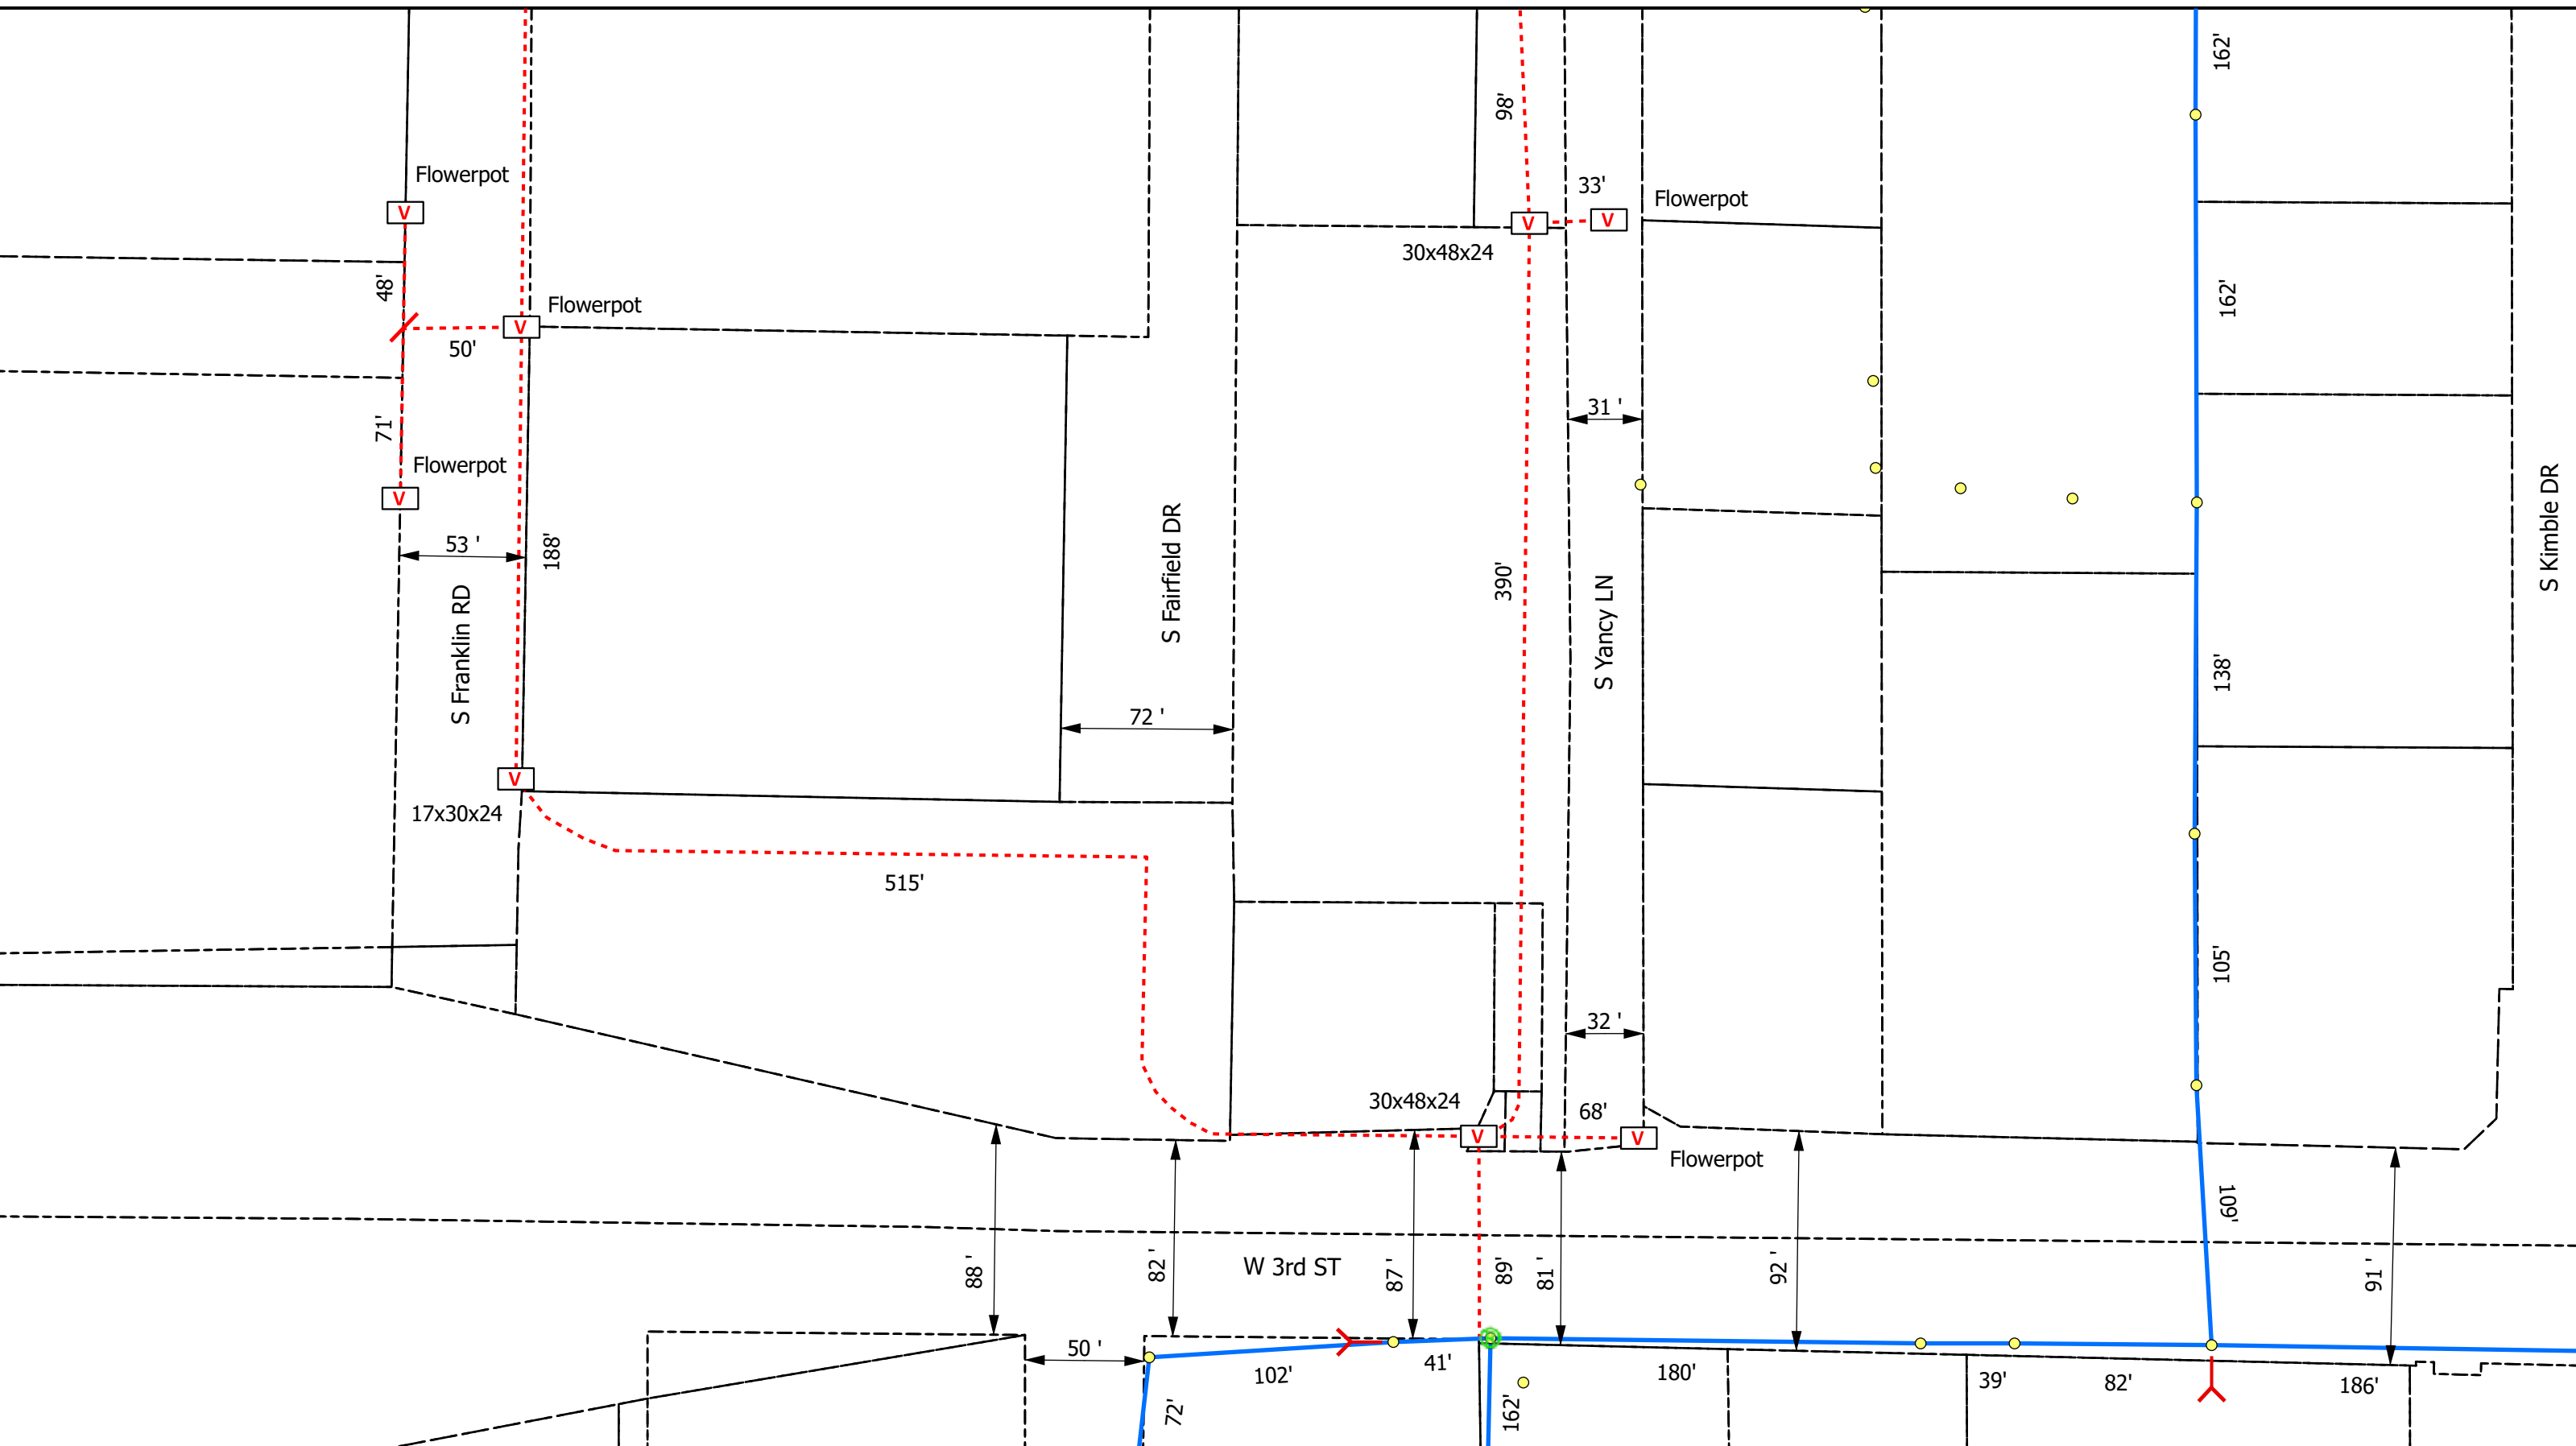 162'
98'
Flowerpot
V
33'
Flowerpot
V
V
30x48x24
48'
Flowerpot
V
50'
162'
31 '
71'
Flowerpot
V
53 '
188'
S Fairfield DR
390'
S Kimble DR
S Franklin RD
S Yancy LN
138'
72 '
V
17x30x24
515'
105'
32 '
30x48x24
68'
V
V
Flowerpot
109'
88 '
82 '
W 3rd ST
87 '
89'
81 '
92 '
91 '
50 '
102'
41'
180'
39'
82'
186'
72'
162'